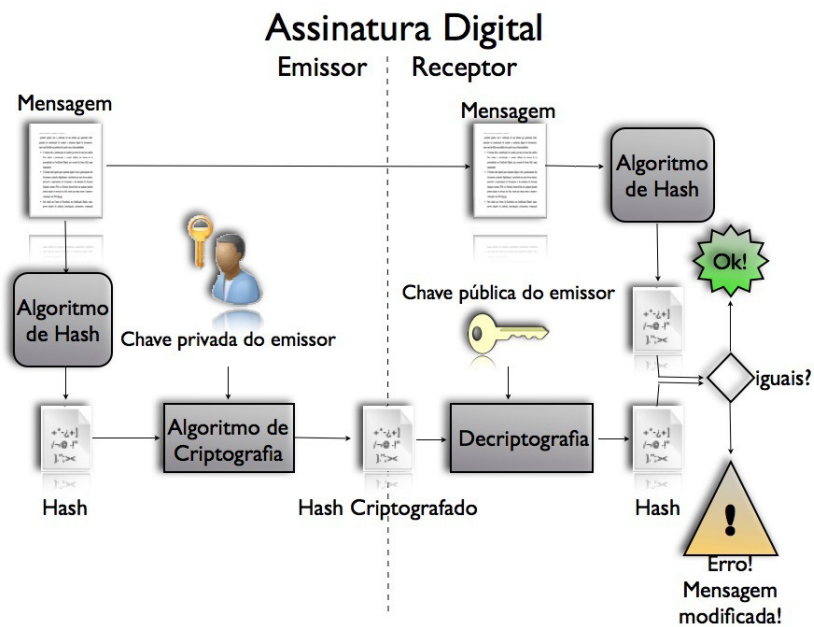 Assinatura Digital
Emissor
Receptor
Mensagem
Mensagem
Algoritmo
de Hash
Ok!
Algoritmo
de Hash
Chave privada do emissor
Chave pública do emissor
iguais?
Algoritmo de
Criptografia
Decriptografia
Hash
Hash Criptografado
Hash
!
Erro!
Mensagem
modificada!